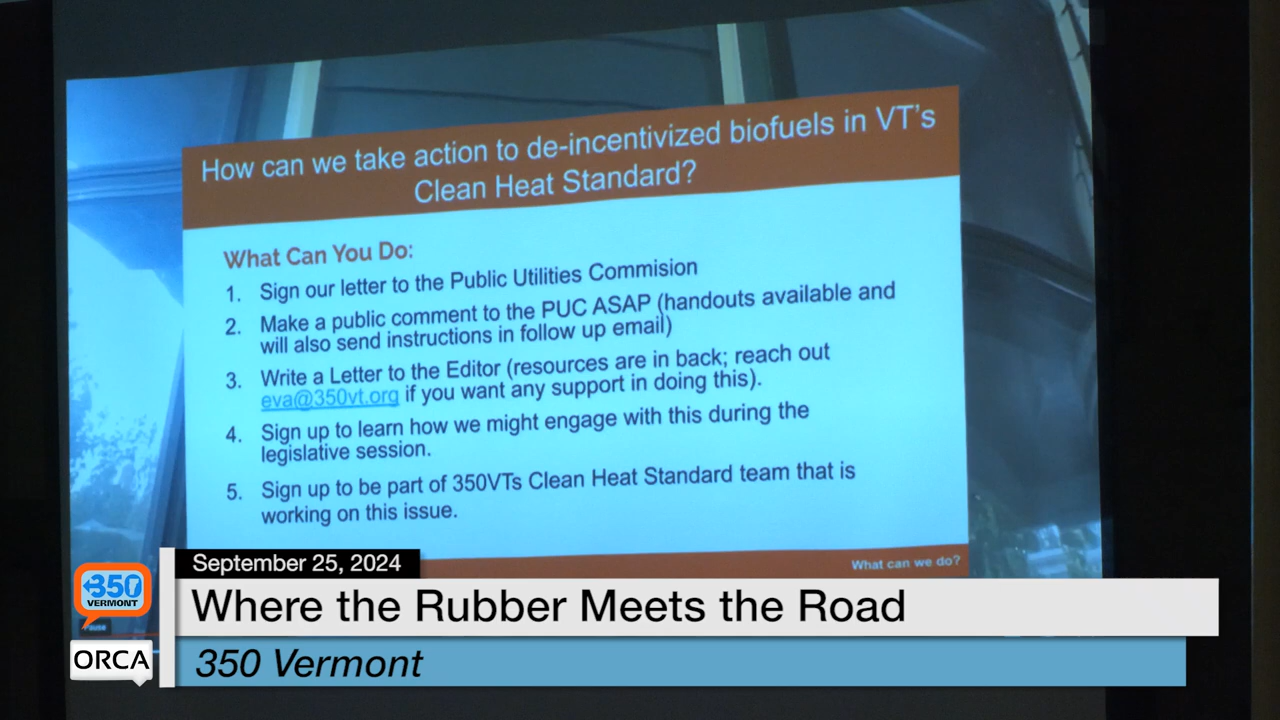 How can we take action to de-incentivized biofuels in VT's
Clean Heat Standard?
What Can You Do:
1. Sign our letter to the Public Utilities Commision
2. Make a public comment to the PUC ASAP (handouts available and
will also send instructions in follow up email)
3. Write a Letter to the Editor (resources are in back; reach out
eva@350vt.org if you want any support in doing this).
4. Sign up to learn how we might engage with this during the
legislative session.
5. Sign up to be part of 350VTs Clean Heat Standard team that is
working on this issue.
What can we do?
September 25, 2024
350
VERMONT
Where the Rubber Meets the Road
Pause
ORCA
350 Vermont